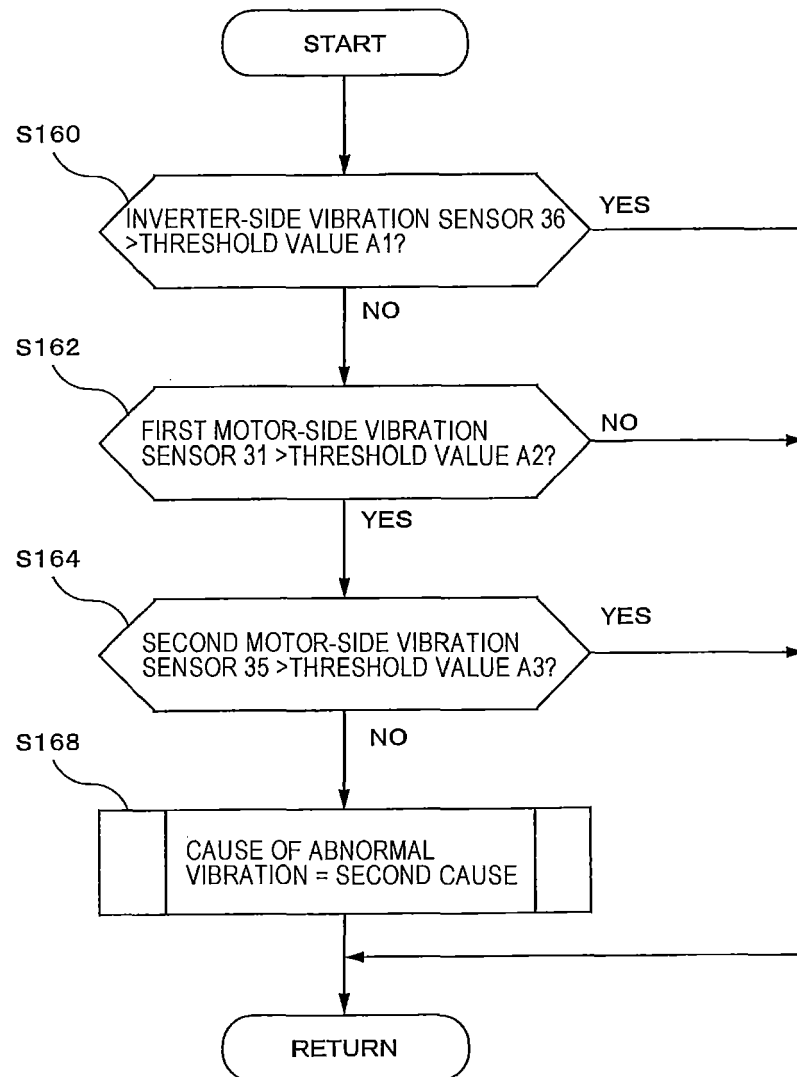 START
S160
INVERTER-SIDE VIBRATION SENSOR 36
>THRESHOLD VALUE A1?
YES
NO
S162
FIRST MOTOR-SIDE VIBRATION
SENSOR 31 >THRESHOLD VALUE A2?
NO
YES
S164
SECOND MOTOR-SIDE VIBRATION
SENSOR 35 >THRESHOLD VALUE A3?
YES
NO
S168
CAUSE OF ABNORMAL
VIBRATION = SECOND CAUSE
RETURN